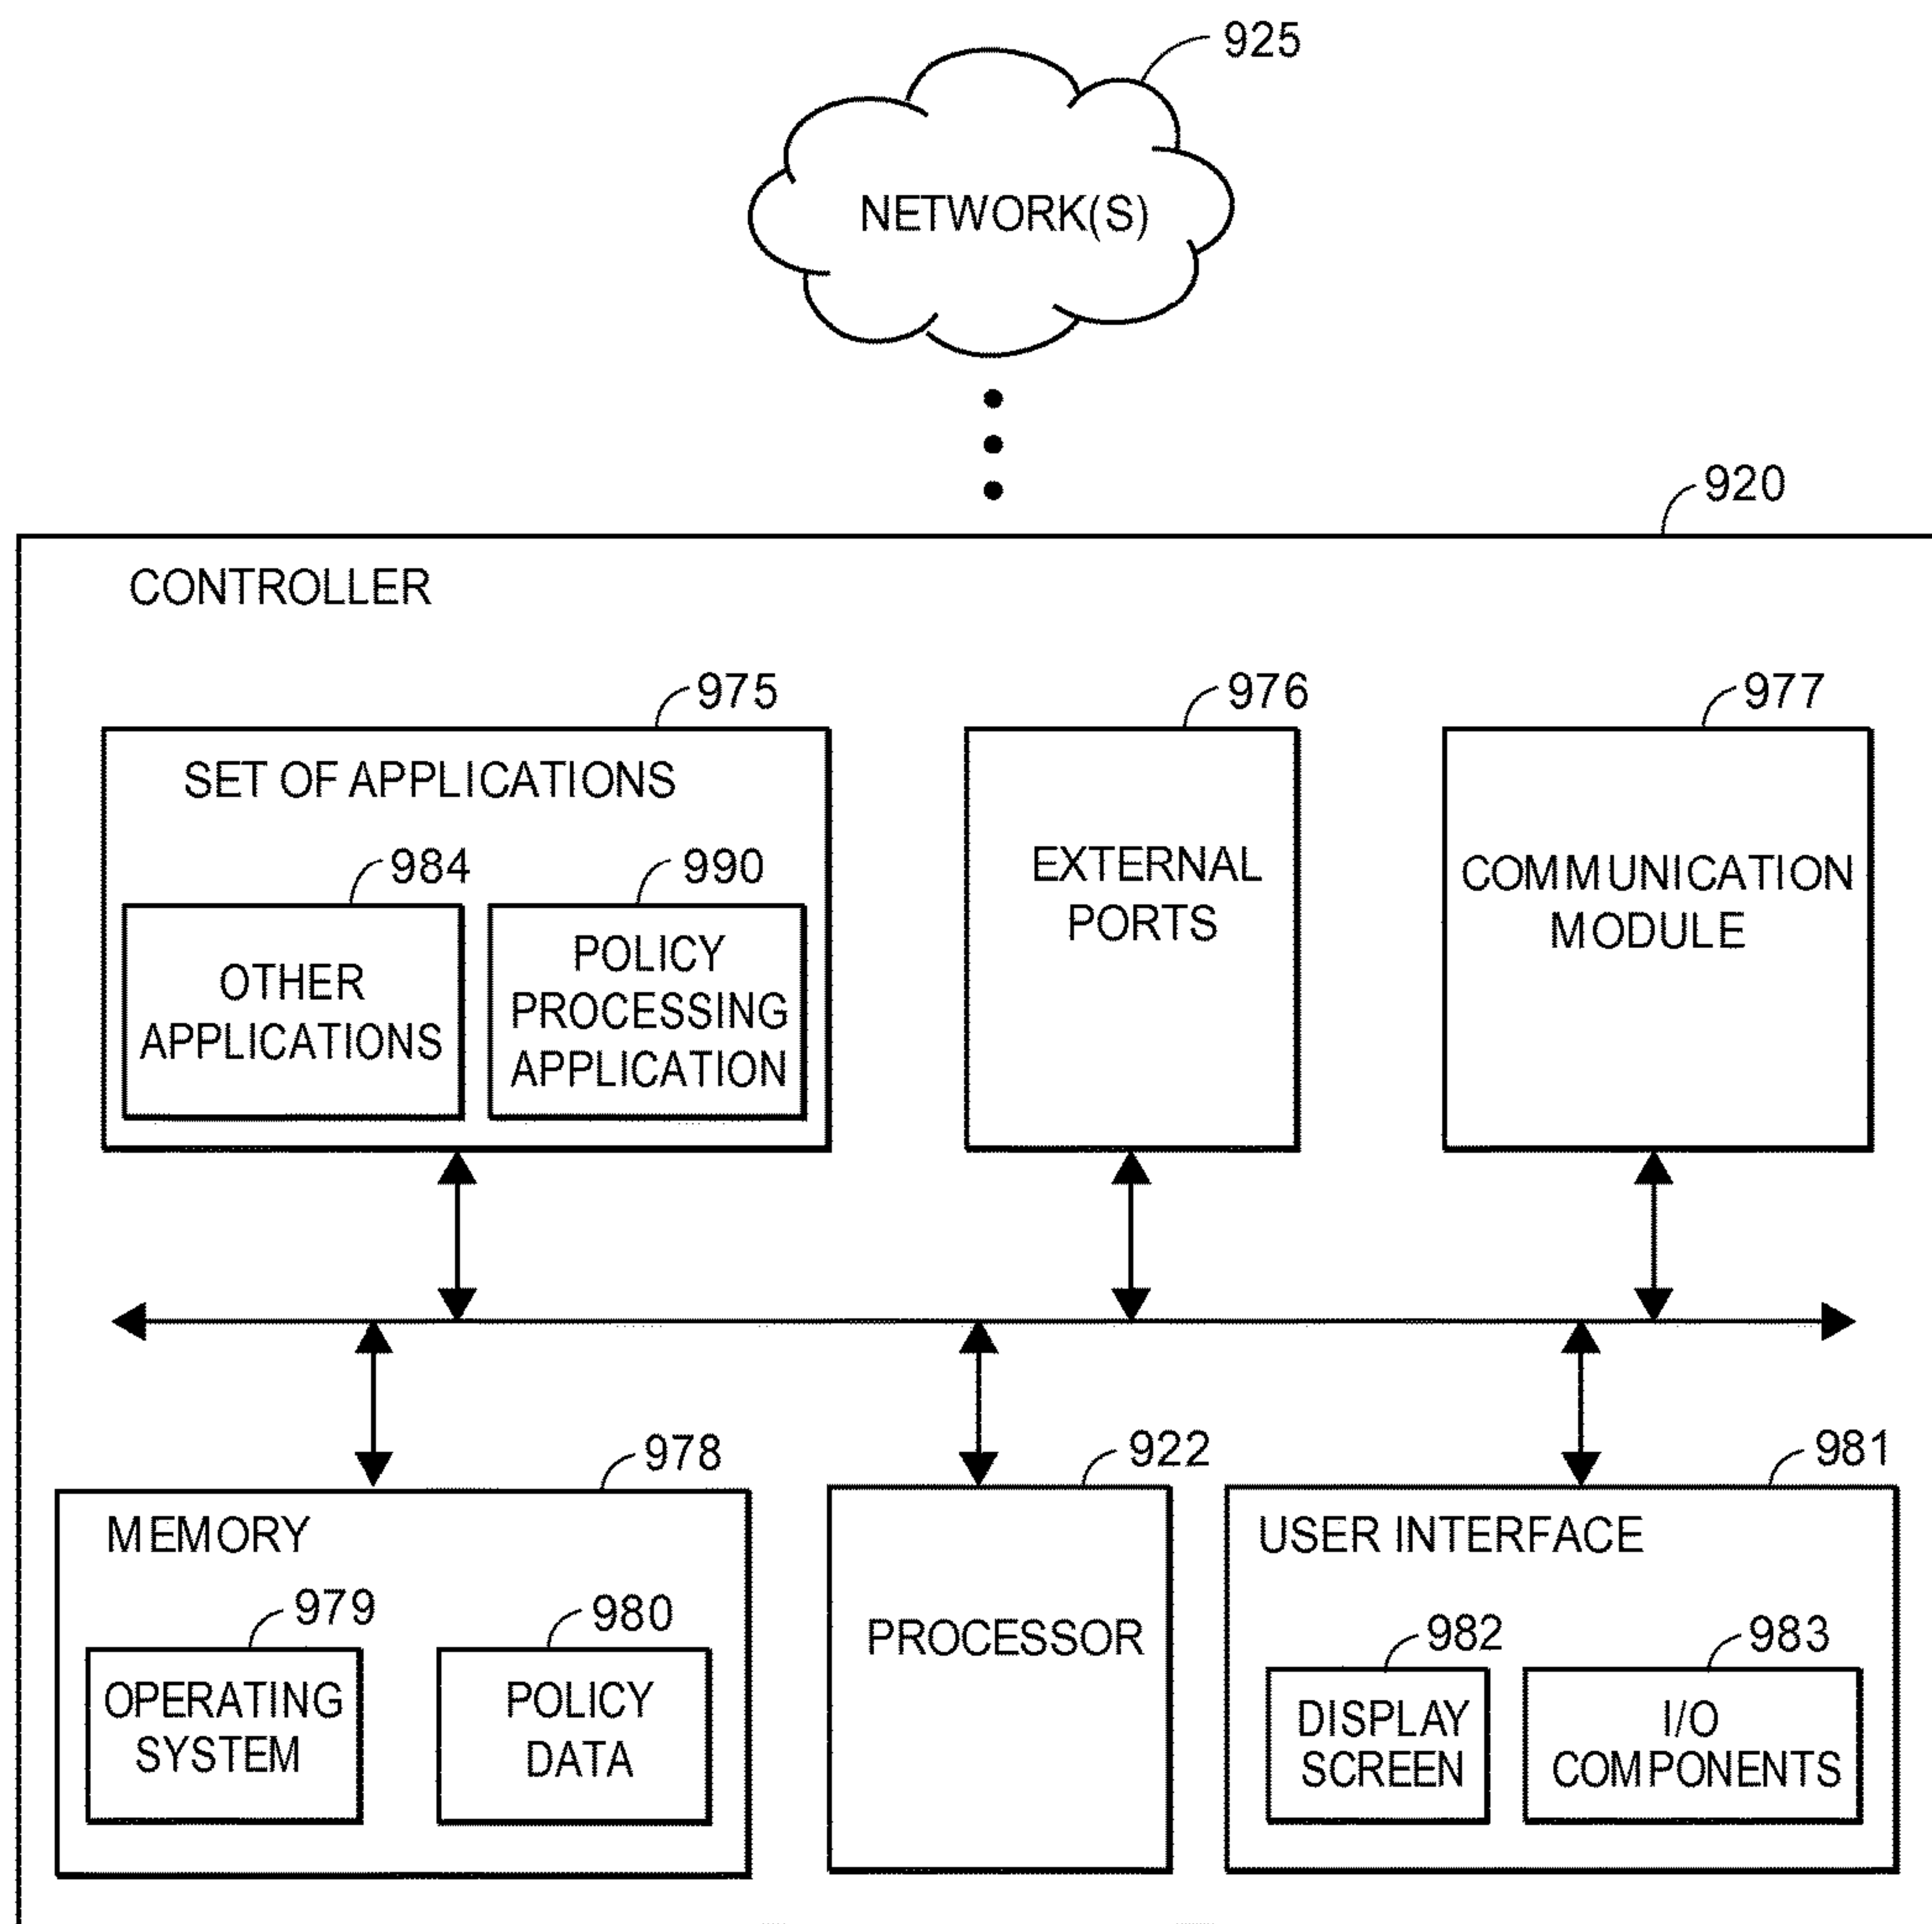 925
NETWORK(S)
920
CONTROLLER
975
976
977
SET OF APPLICATIONS
984
990
OTHER
APPLICATIONS
POLICY
PROCESSING
APPLICATION
EXTERNAL
PORTS
COMMUNICATION
MODULE
978
922
981
MEMORY
979
980
OPERATING
SYSTEM
POLICY
DATA
PROCESSOR
USER INTERFACE
982
983
DISPLAY
SCREEN
I/O
COMPONENTS